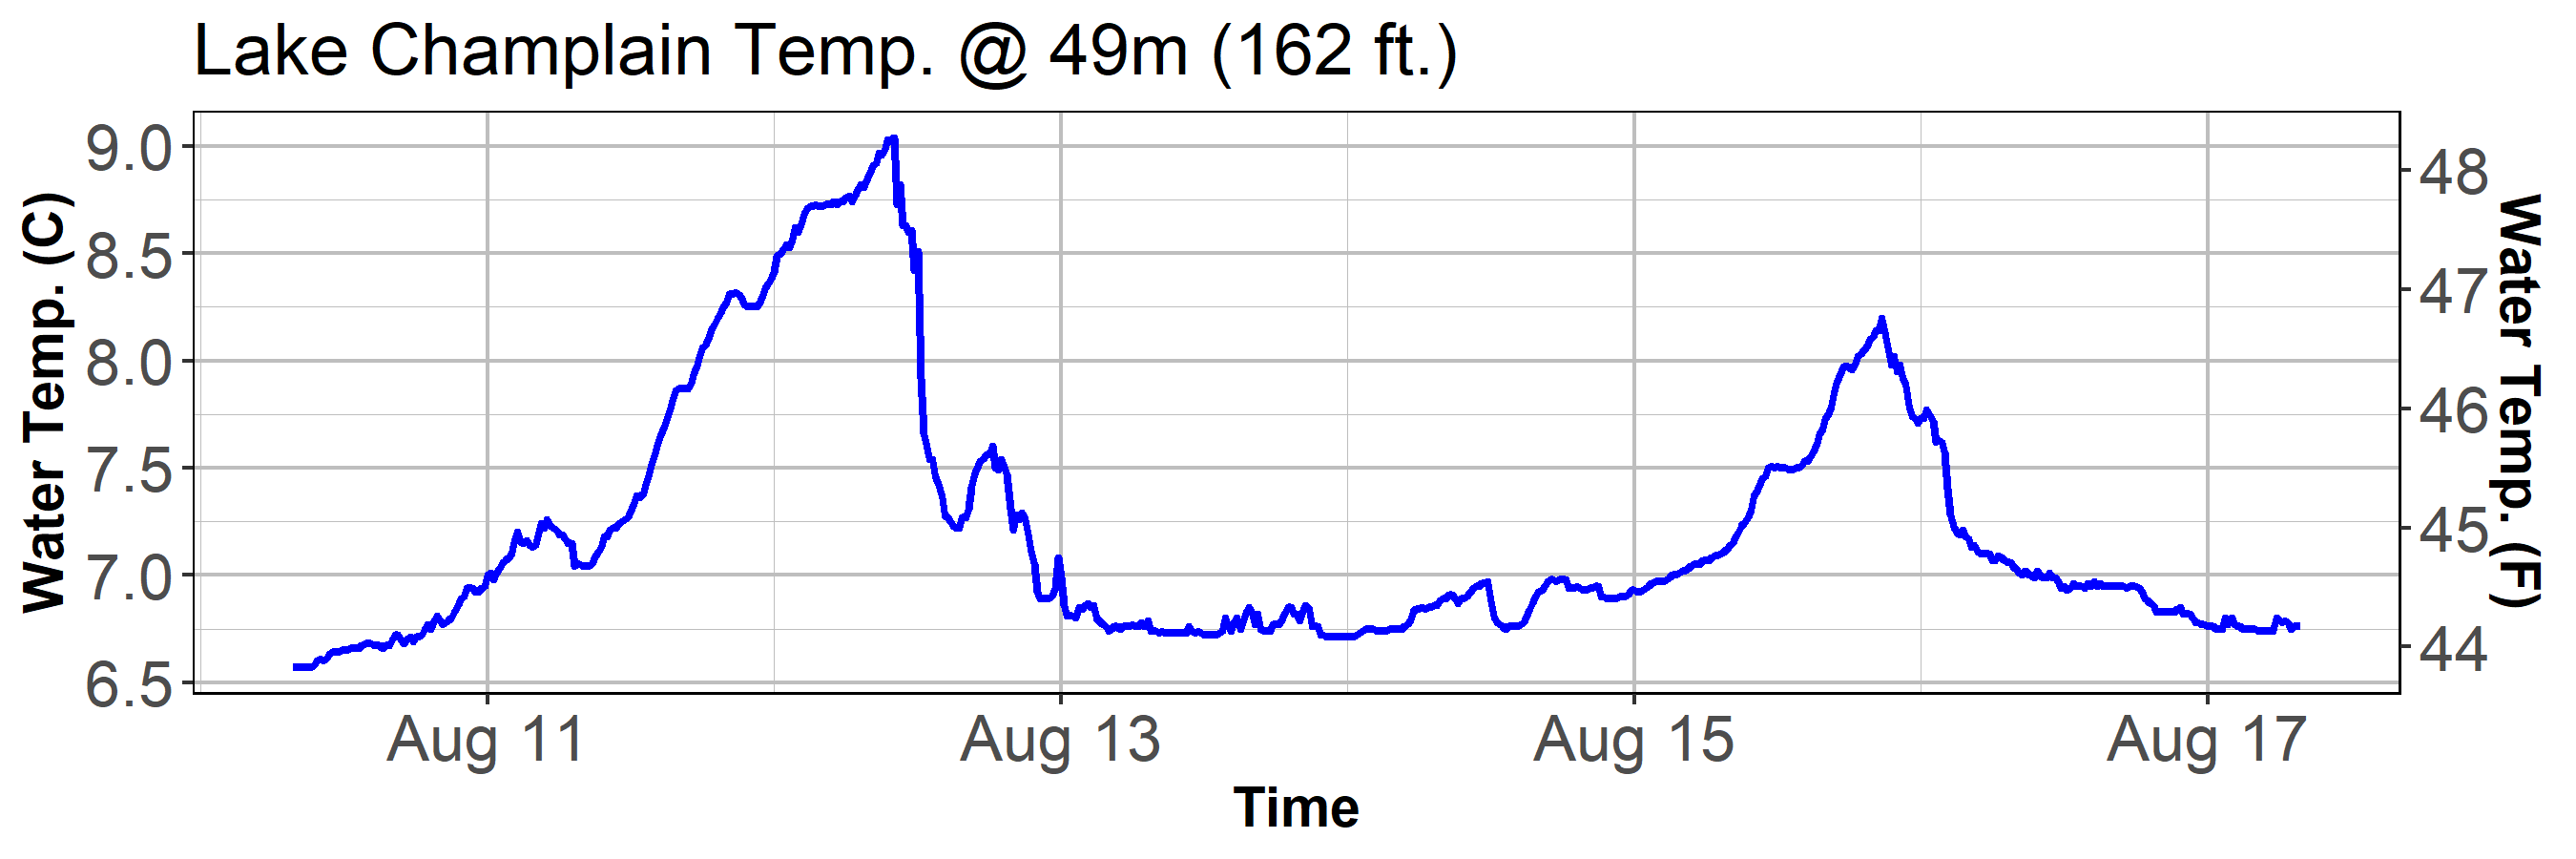 Lake Champlain Temp. @ 49m (162 ft.)
Water Temp. (C)
9.0
8.5
8.0
7.5
7.0
6.5
48
47
46
45
44
Water Temp. (F)
Aug 11
Aug 13
Aug 15
Aug 17
Time